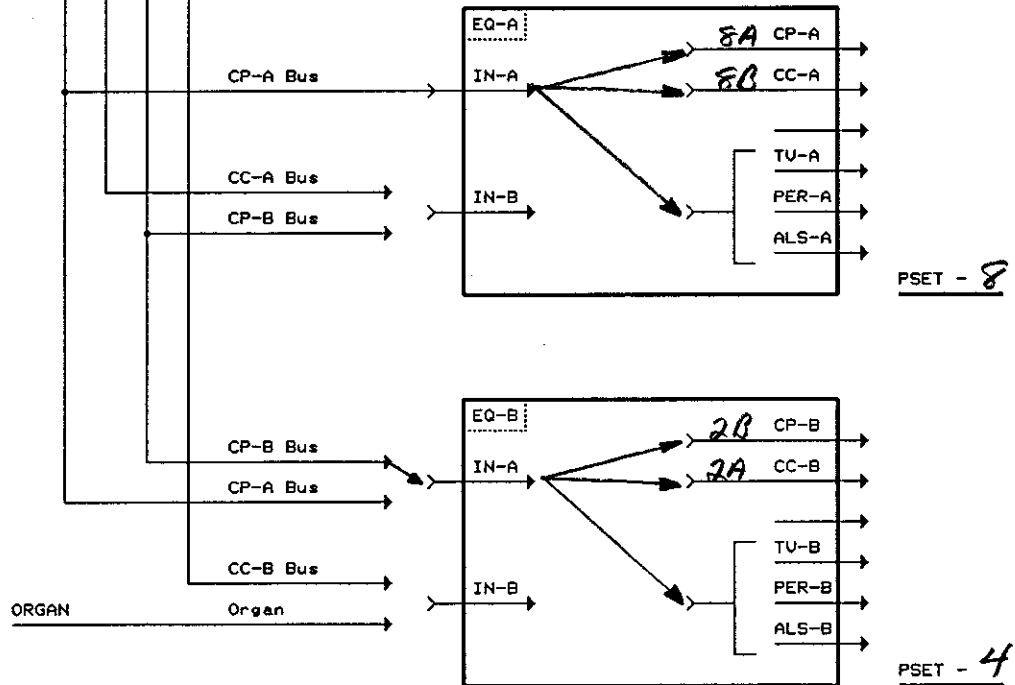 EQ-A
8A CP-A
CP-A Bus
IN-A
8B CC-A
TV-A
CC-A Bus
IN-B
PER-A
CP-B Bus
ALS-A
PSET - 8
EQ-B
2B CP-B
CP-B Bus
IN-A
2A CC-B
CP-A Bus
TV-B
CC-B Bus
IN-B
PER-B
ORGAN
Organ
ALS-B
PSET - 4